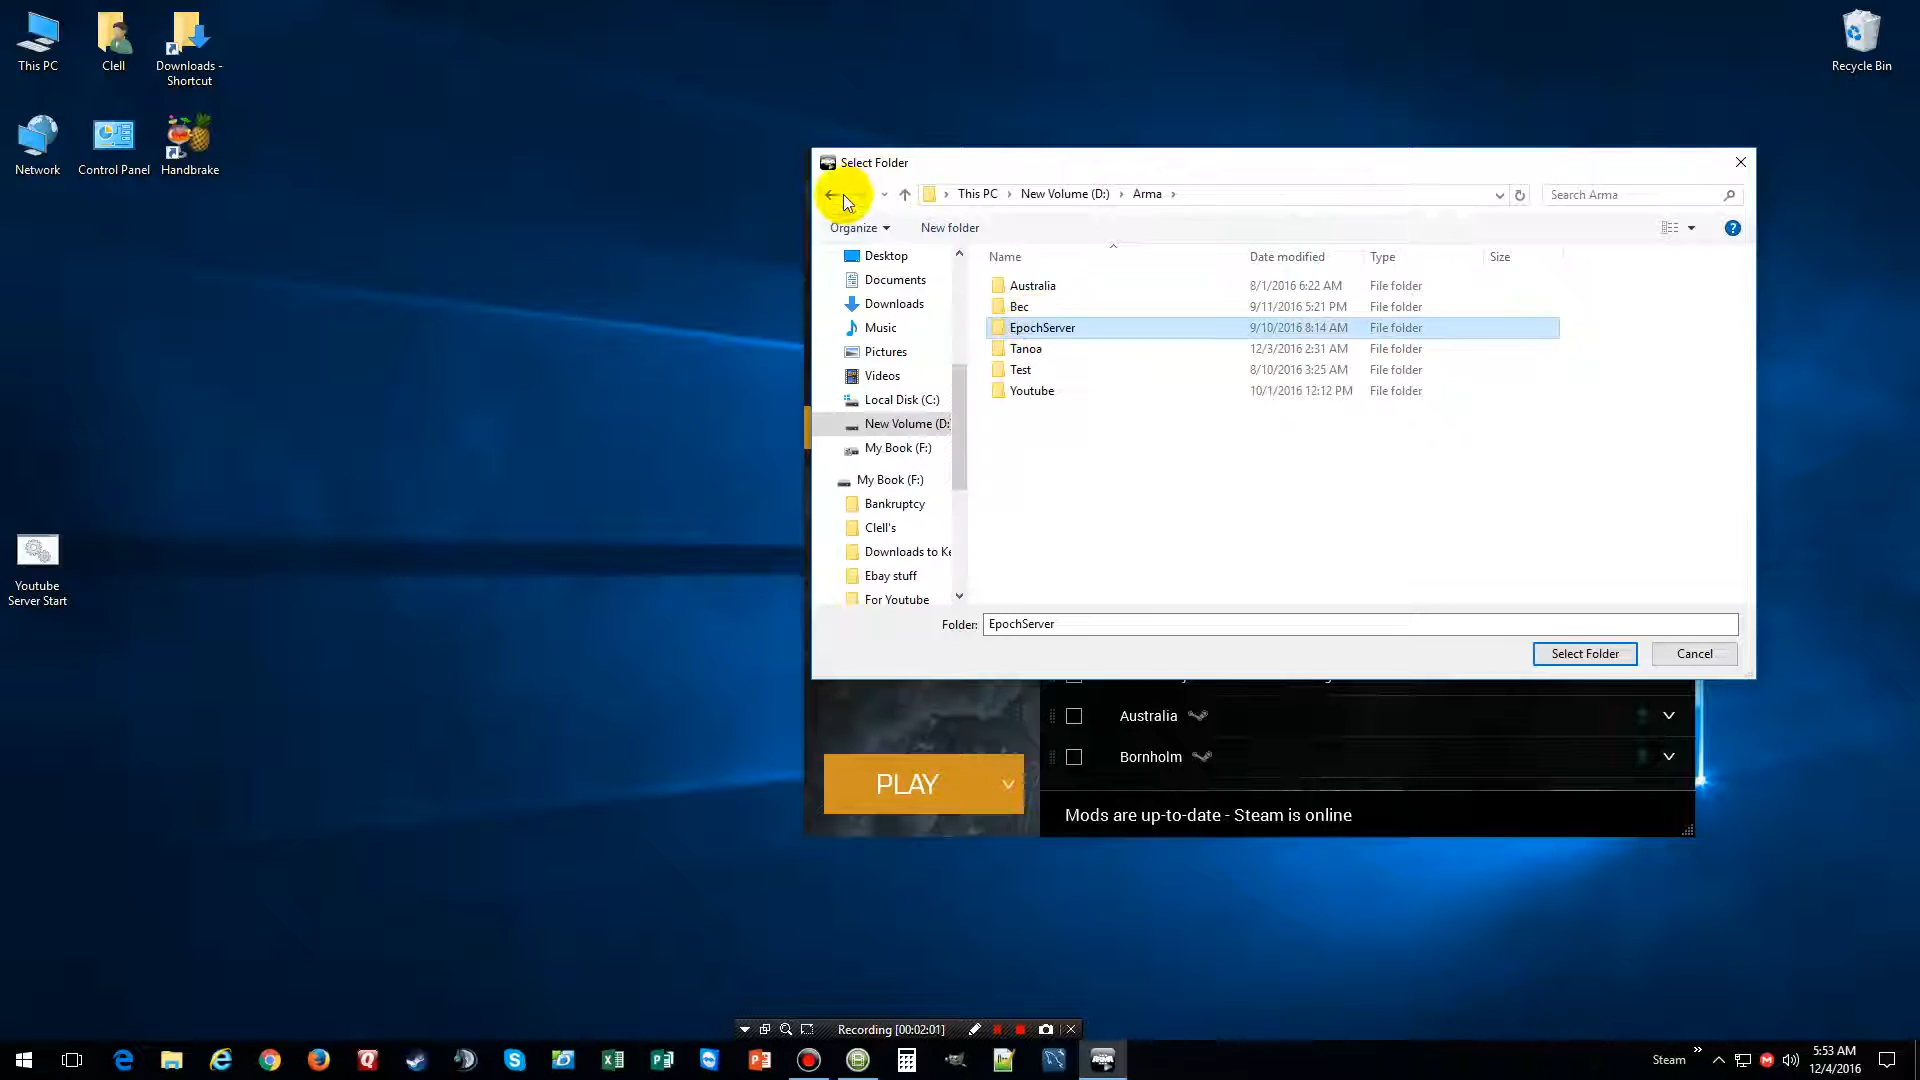 This PC
Clell
Downloads -
Shortcut
Network
Control Panel
Handbrake
Youtube
Server Start
Recycle Bin
Select Folder
This PC
New Volume (D:)
Arma
Search Arma
Organize
New folder
Desktop
Documents
Downloads
Music
Pictures
Videos
Local Disk (C:)
New Volume (D:
My Book (F:)
My Book (F:)
Bankruptcy
Clell's
Downloads to Ke
Ebay stuff
For Youtube
Name Date modified Type Size
Australia 8/1/2016 6:22 AM File folder
Bec 9/11/2016 5:21 PM File folder
EpochServer 9/10/2016 8:14 AM File folder
Tanoa 12/3/2016 2:31 AM File folder
Test 8/10/2016 3:25 AM File folder
Youtube 10/1/2016 12:12 PM File folder
Folder: EpochServer
Select Folder
Cancel
Australia
Bornholm
PLAY
Mods are up-to-date - Steam is online
Recording [00:02:01]
Steam
5:53 AM
12/4/2016